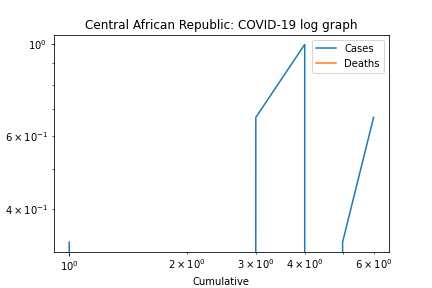 Central African Republic: COVID-19 log graph
10⁰
6 × 10⁻¹
4 × 10⁻¹
Cases
Deaths
10⁰
2 × 10⁰
3 × 10⁰
4 × 10⁰
6 × 10⁰
Cumulative